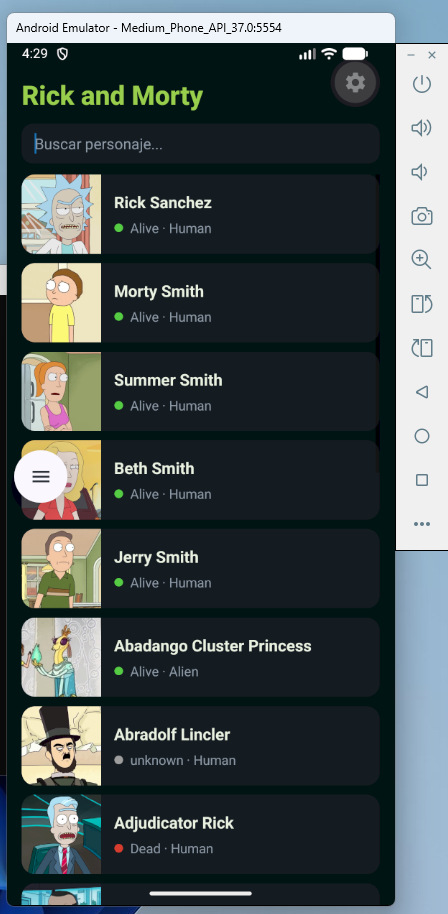 Android Emulator - Medium_Phone_API_37.0:5554
4:29
Rick and Morty
Buscar personaje...
Rick Sanchez
Alive · Human
Morty Smith
Alive · Human
Summer Smith
Alive · Human
Beth Smith
Alive · Human
Jerry Smith
Alive · Human
Abadango Cluster Princess
Alive · Alien
Abradolf Lincler
unknown · Human
Adjudicator Rick
Dead · Human